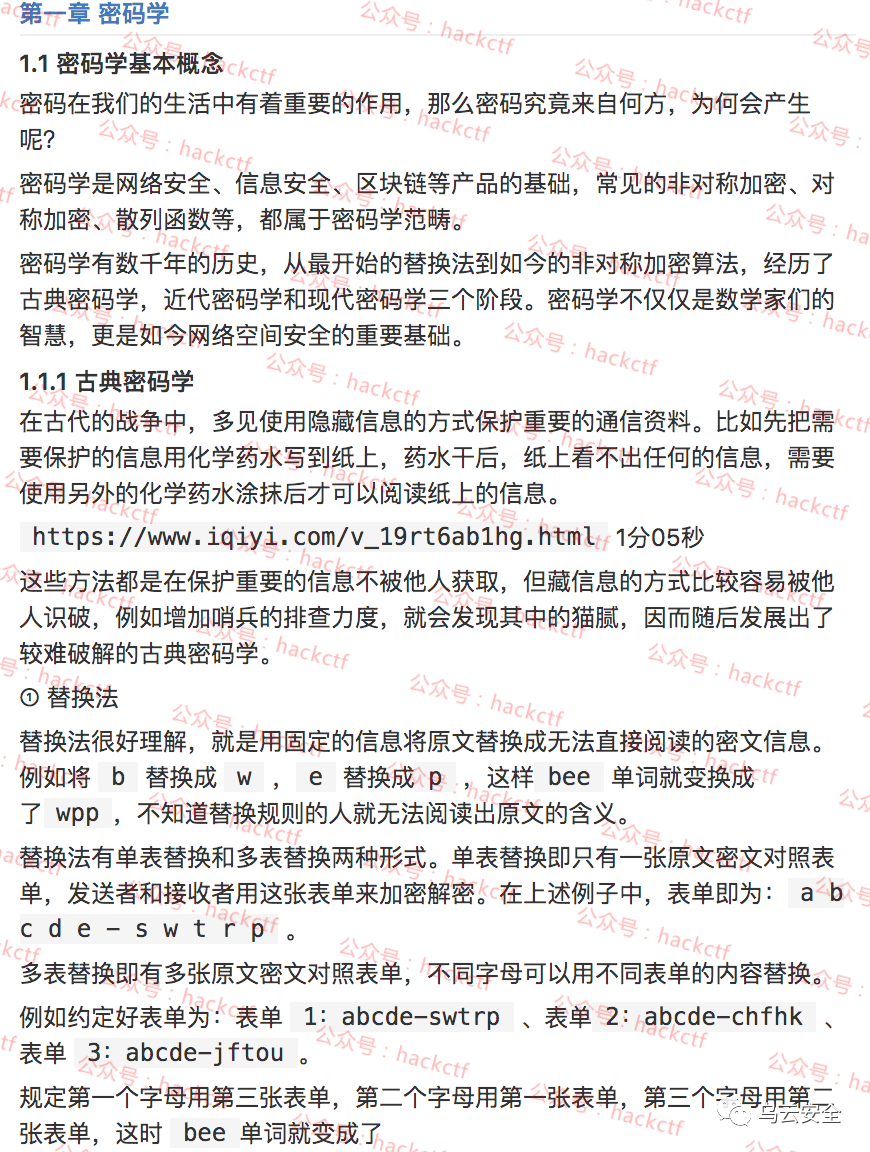 第一章 密码学
1.1 密码学基本概念
密码在我们的生活中有着重要的作用，那么密码究竟来自何方，为何会产生
呢？
密码学是网络安全、信息安全、区块链等产品的基础，常见的非对称加密、对
称加密、散列函数等，都属于密码学范畴。
密码学有数千年的历史，从最开始的替换法到如今的非对称加密算法，经历了
古典密码学，近代密码学和现代密码学三个阶段。密码学不仅仅是数学家们的
智慧，更是如今网络空间安全的重要基础。
1.1.1 古典密码学
在古代的战争中，多见使用隐藏信息的方式保护重要的通信资料。比如先把需
要保护的信息用化学药水写到纸上，药水干后，纸上看不出任何的信息，需要
使用另外的化学药水涂抹后才可以阅读纸上的信息。
https://www.iqiyi.com/v_19rt6ab1hg.html 1分05秒
这些方法都是在保护重要的信息不被他人获取，但藏信息的方式比较容易被他
人识破，例如增加哨兵的排查力度，就会发现其中的猫腻，因而随后发展出了
较难破解的古典密码学。
① 替换法
替换法很好理解，就是用固定的信息将原文替换成无法直接阅读的密文信息。
例如将 b 替换成 w ，e 替换成 p ，这样 bee 单词就变换成
了 wpp ，不知道替换规则的人就无法阅读出原文的含义。
替换法有单表替换和多表替换两种形式。单表替换即只有一张原文密文对照表
单，发送者和接收者用这张表单来加密解密。在上述例子中，表单即为： a b
c d e - s w t r p 。
多表替换即有多张原文密文对照表单，不同字母可以用不同表单的内容替换。
例如约定好表单为：表单 1：abcde-swtrp 、表单 2：abcde-chfhk 、
表单 3：abcde-jftou 。
规定第一个字母用第三张表单，第二个字母用第一张表单，第三个字母用第二
张表单，这时 bee 单词就变成了
公众号：hackctf
乌云安全